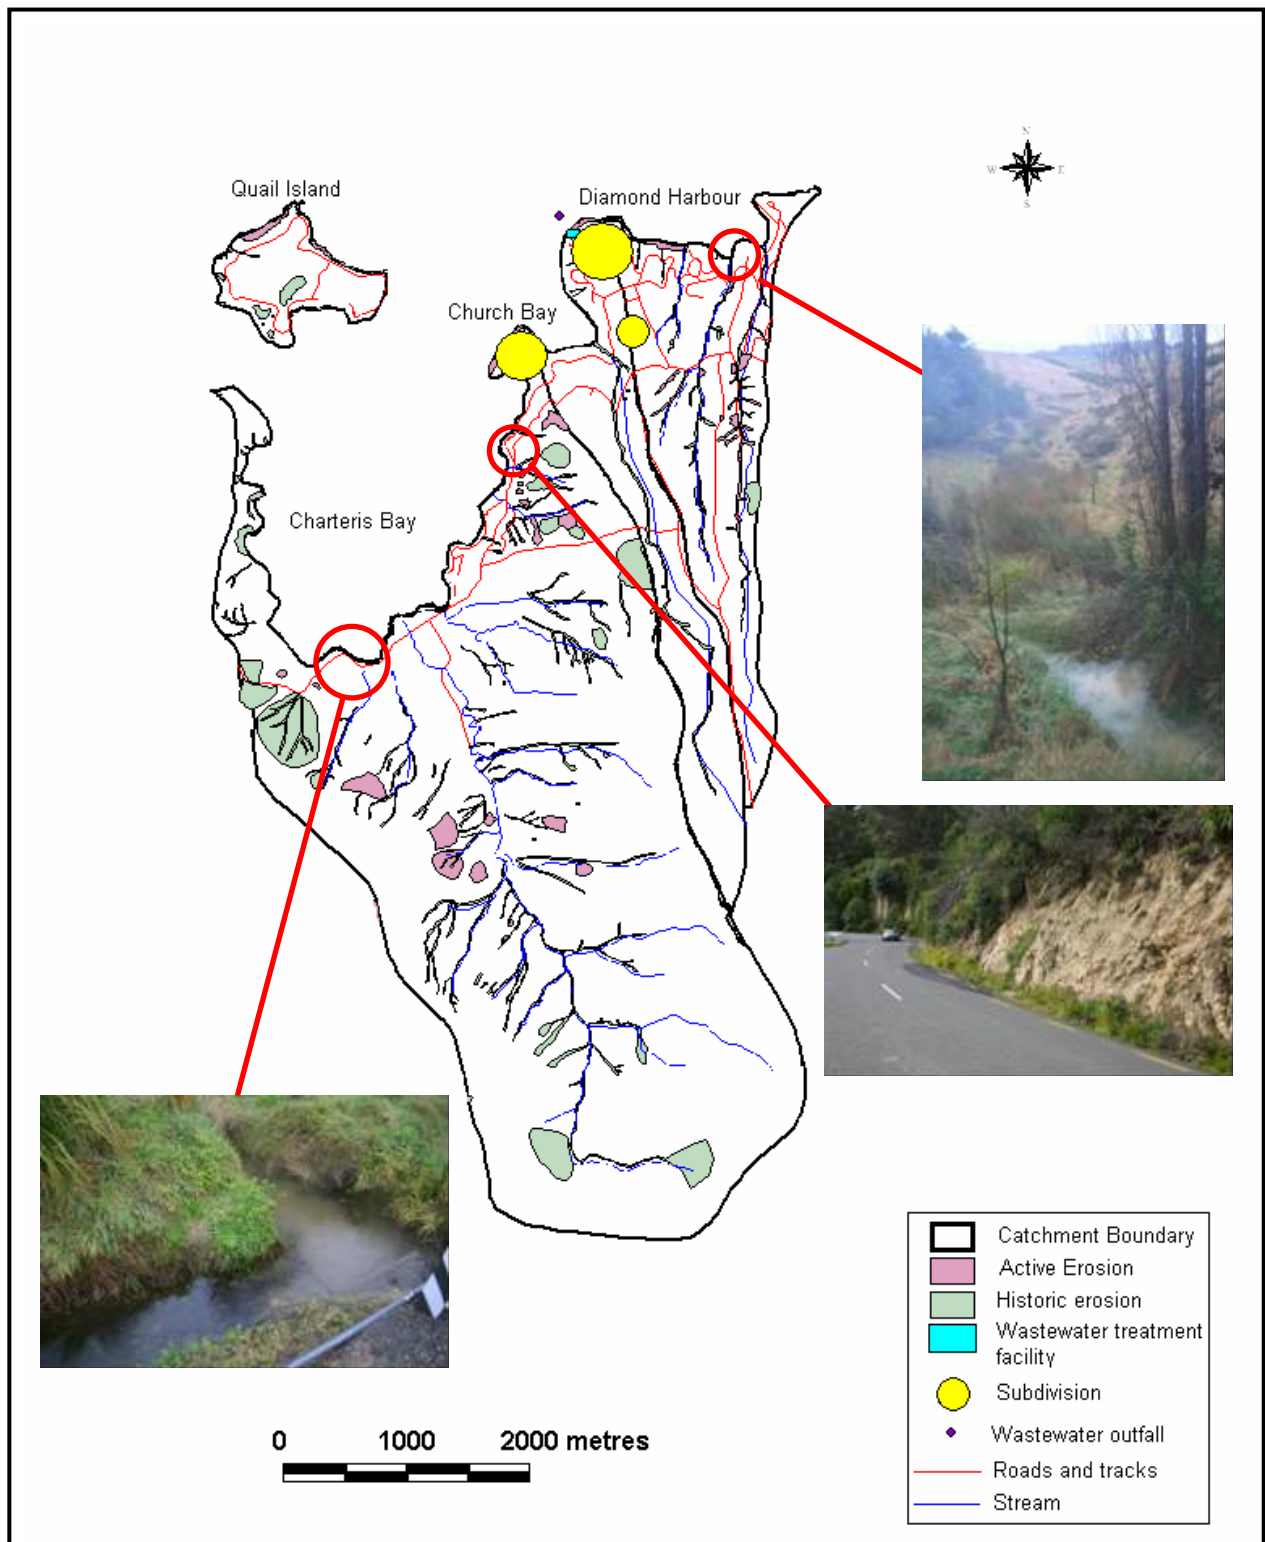 N
W
E
S
Quail Island
Diamond Harbour
Church Bay
Charteris Bay
Catchment Boundary
Active Erosion
Historic erosion
Wastewater treatment
facility
Subdivision
Wastewater outfall
Roads and tracks
Stream
0 1000 2000 metres